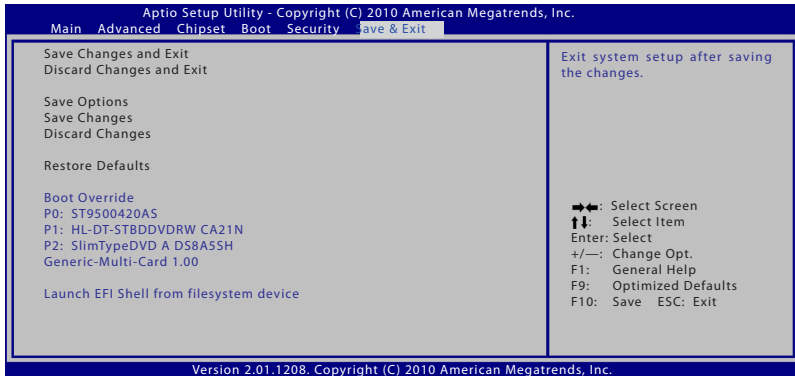 Aptio Setup Utility - Copyright (C) 2010 American Megatrends, Inc.
Main Advanced Chipset Boot Security Save & Exit
Save Changes and Exit
Discard Changes and Exit
Save Options
Save Changes
Discard Changes
Restore Defaults
Boot Override
P0: ST9500420AS
P1: HL-DT-STBDDVDRW CA21N
P2: SlimTypeDVD A DS8A5SH
Generic-Multi-Card 1.00
Launch EFI Shell from filesystem device
Exit system setup after saving
the changes.
→←: Select Screen
↑↓: Select Item
Enter: Select
+/—: Change Opt.
F1: General Help
F9: Optimized Defaults
F10: Save ESC: Exit
Version 2.01.1208. Copyright (C) 2010 American Megatrends, Inc.